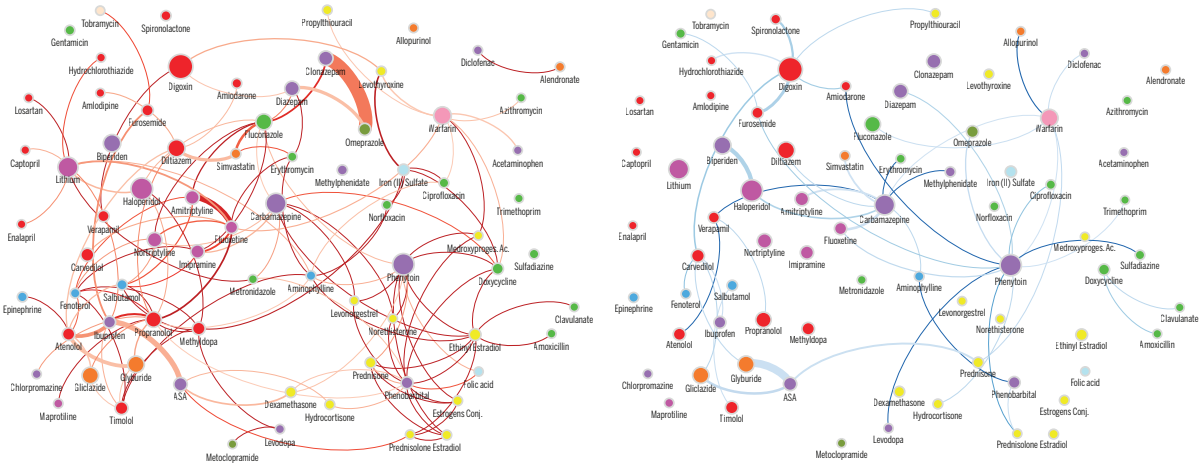 Tobramycin
Spironolactone
Propylthiouracil
Gentamicin
Allopurinol
Hydrochlorothiazide
Digoxin
Clonazepam
Levothyroxine
Diclofenac
Alendronate
Losartan
Amlodipine
Amiodarone
Diazepam
Furosemide
Fluconazole
Omeprazole
Warfarin
Azithromycin
Captopril
Biperiden
Diltiazem
Simvastatin
Erythromycin
Acetaminophen
Lithium
Haloperidol
Methylphenidate
Iron (II) Sulfate
Ciprofloxacin
Amitriptyline
Carbamazepine
Norfloxacin
Trimethoprim
Enalapril
Verapamil
Fluoxetine
Nortriptyline
Imipramine
Medroxyproges. Ac.
Carvedilol
Phenytoin
Sulfadiazine
Metronidazole
Aminophylline
Doxycycline
Epinephrine
Fenoterol
Salbutamol
Levonorgestrel
Clavulanate
Ibuprofen
Propranolol
Norethisterone
Atenolol
Methyldopa
Ethinyl Estradiol
Amoxicillin
Chlorpromazine
Gliclazide
Glyburide
ASA
Prednisone
Folic acid
Phenobarbital
Maprotiline
Timolol
Dexamethasone
Hydrocortisone
Estrogens Conj.
Metoclopramide
Levodopa
Prednisolone Estradiol
Tobramycin
Spironolactone
Propylthiouracil
Gentamicin
Allopurinol
Hydrochlorothiazide
Digoxin
Clonazepam
Levothyroxine
Diclofenac
Alendronate
Losartan
Amlodipine
Amiodarone
Diazepam
Furosemide
Fluconazole
Omeprazole
Warfarin
Azithromycin
Captopril
Biperiden
Diltiazem
Simvastatin
Erythromycin
Acetaminophen
Lithium
Haloperidol
Methylphenidate
Iron (II) Sulfate
Ciprofloxacin
Amitriptyline
Carbamazepine
Norfloxacin
Trimethoprim
Enalapril
Verapamil
Fluoxetine
Nortriptyline
Imipramine
Medroxyproges. Ac.
Carvedilol
Phenytoin
Sulfadiazine
Metronidazole
Aminophylline
Doxycycline
Epinephrine
Fenoterol
Salbutamol
Levonorgestrel
Clavulanate
Ibuprofen
Propranolol
Norethisterone
Atenolol
Methyldopa
Ethinyl Estradiol
Amoxicillin
Chlorpromazine
Gliclazide
Glyburide
ASA
Prednisone
Folic acid
Phenobarbital
Maprotiline
Timolol
Dexamethasone
Hydrocortisone
Estrogens Conj.
Metoclopramide
Levodopa
Prednisolone Estradiol